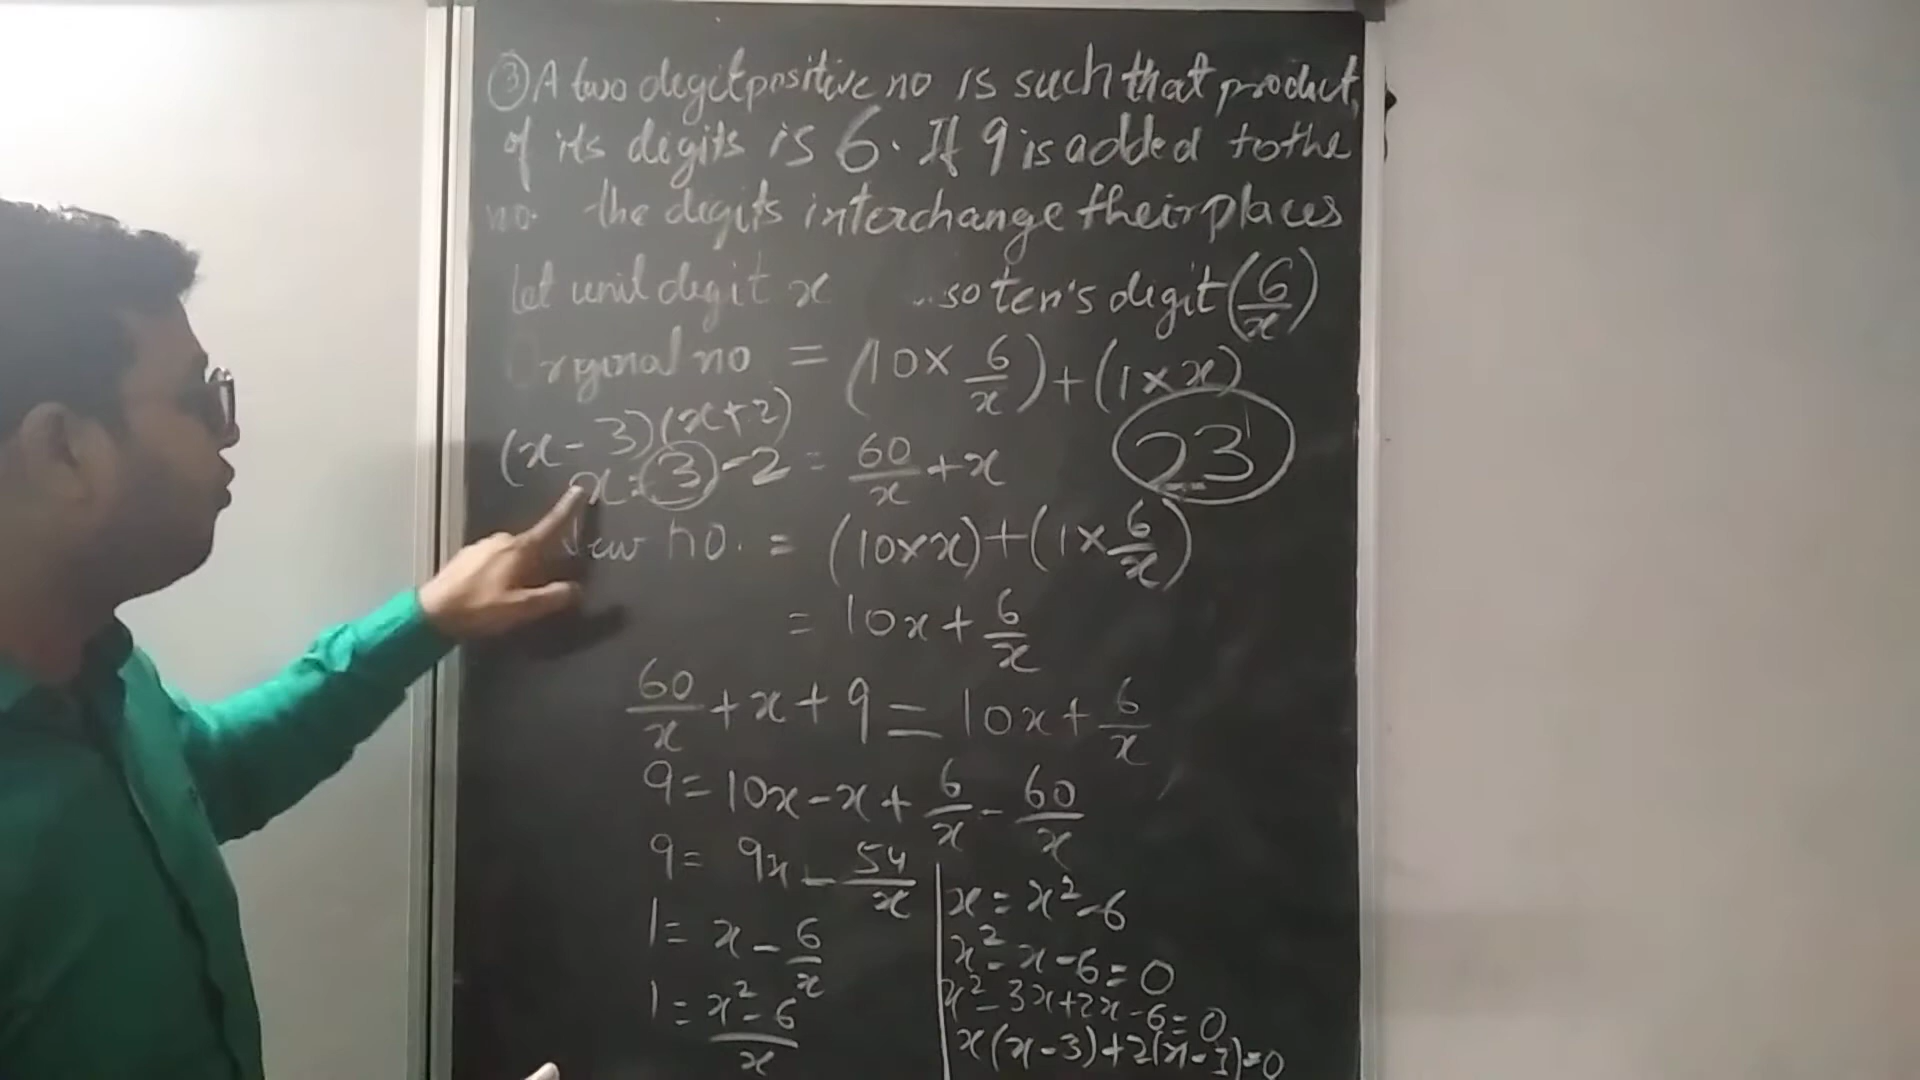 ③ A two degit positive no is such that product
of its digits is 6. If 9 is added to the
no. the degits interchange their places
let unit degit x so ten's degit (6/x)
Original no = (10 × 6/x) + (1 × x)
(x - 3)(x + 2)
x = 3 - 2 = 60/x + x 23
New no. = (10 × x) + (1 × 6/x)
= 10x + 6/x
60/x + x + 9 = 10x + 6/x
9 = 10x - x + 6/x - 60/x
9 = 9x - 54/x
1 = x - 6/x
1 = x² - 6 / x
x = x² - 6
x² - x - 6 = 0
x² - 3x + 2x - 6 = 0
x(x - 3) + 2(x - 3) = 0